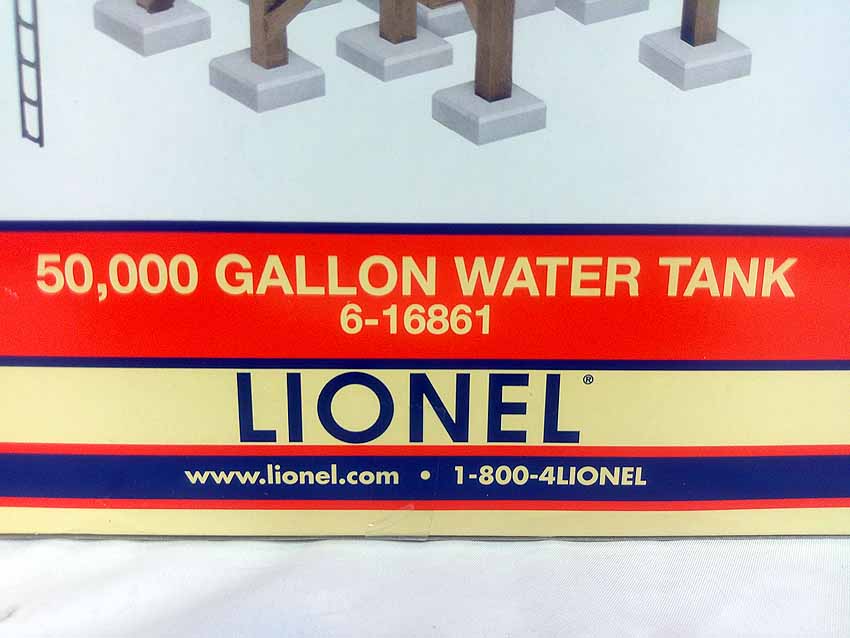 50,000 GALLON WATER TANK
6-16861
LIONEL®
www.lionel.com • 1-800-4LIONEL